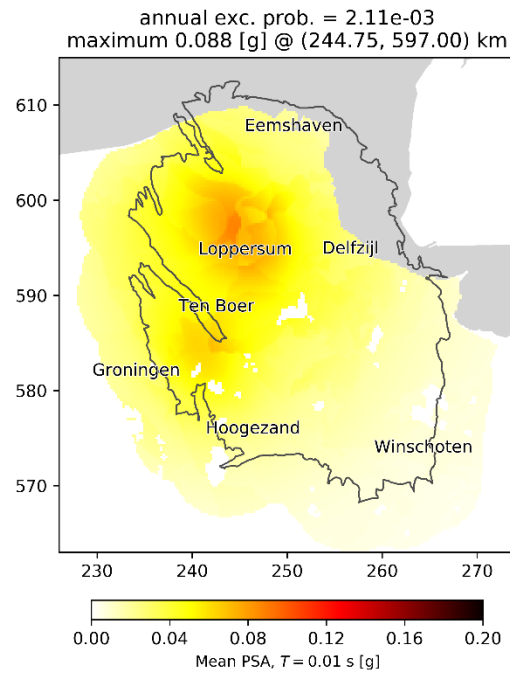 annual exc. prob. = 2.11e-03
maximum 0.088 [g] @ (244.75, 597.00) km
610
Eemshaven
600
Loppersum
Delfzijl
590
Ten Boer
Groningen
580
Hoogezand
Winschoten
570
230 240 250 260 270
0.00 0.04 0.08 0.12 0.16 0.20
Mean PSA, T = 0.01 s [g]